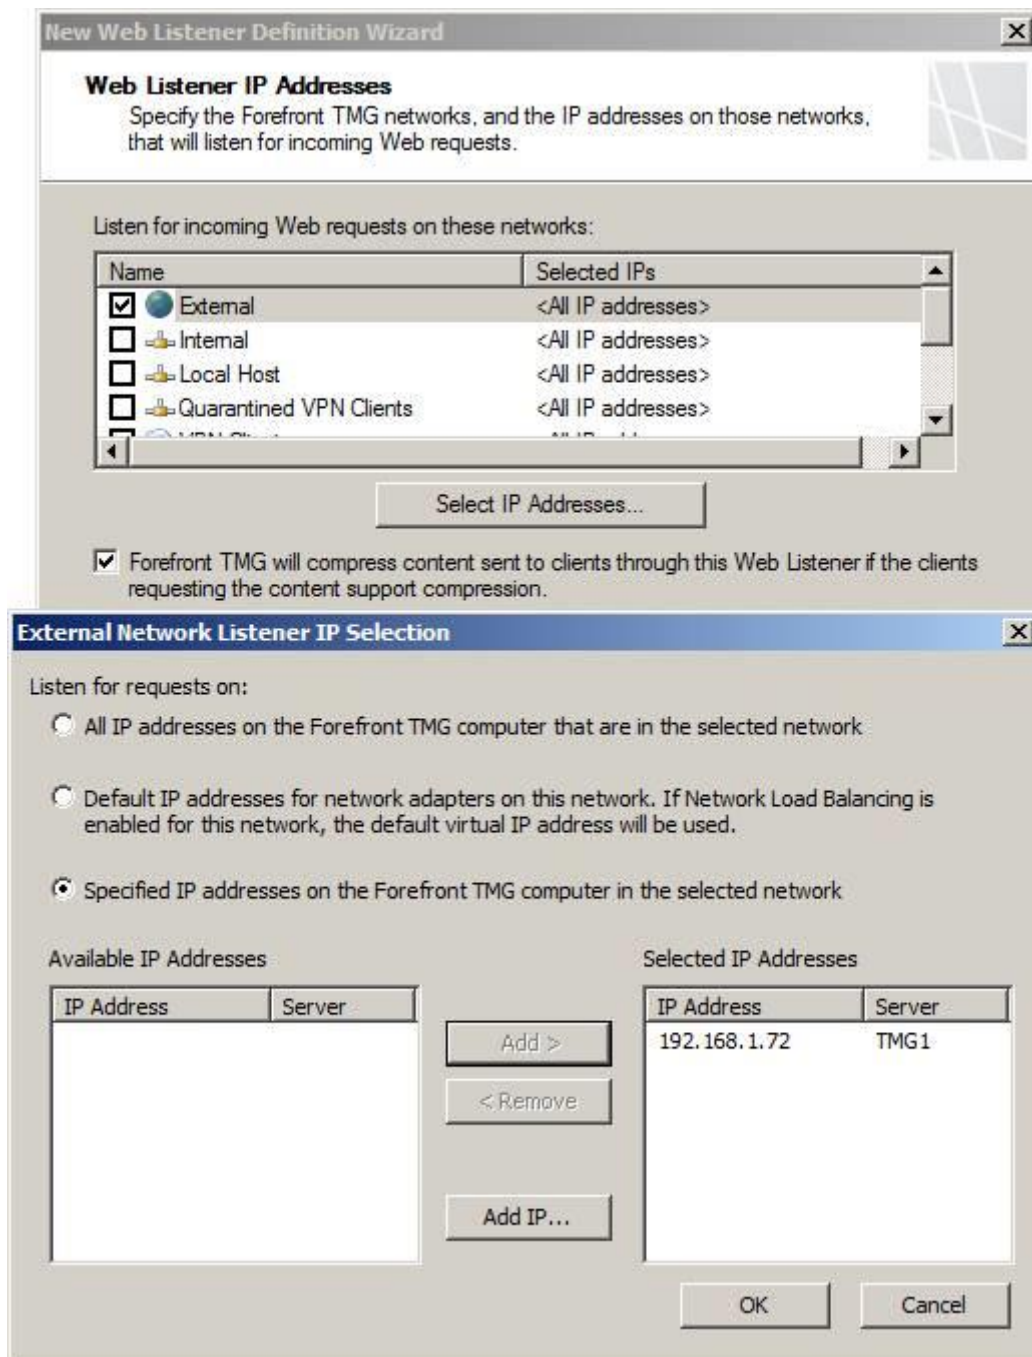 New Web Listener Definition Wizard
Web Listener IP Addresses
Specify the Forefront TMG networks, and the IP addresses on those networks,
that will listen for incoming Web requests.
Listen for incoming Web requests on these networks:
Name Selected IPs
External <All IP addresses>
Internal <All IP addresses>
Local Host <All IP addresses>
Quarantined VPN Clients <All IP addresses>
Select IP Addresses...
Forefront TMG will compress content sent to clients through this Web Listener if the clients
requesting the content support compression.
External Network Listener IP Selection
Listen for requests on:
All IP addresses on the Forefront TMG computer that are in the selected network
Default IP addresses for network adapters on this network. If Network Load Balancing is
enabled for this network, the default virtual IP address will be used.
Specified IP addresses on the Forefront TMG computer in the selected network
Available IP Addresses Selected IP Addresses
IP Address Server IP Address Server
192.168.1.72 TMG1
Add >
< Remove
Add IP...
OK Cancel